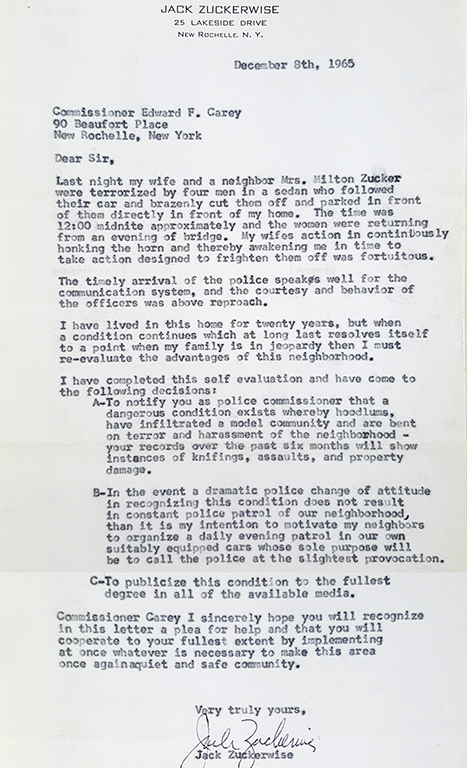 JACK ZUCKERWISE
25 LAKESIDE DRIVE
NEW ROCHELLE, N. Y.
December 8th, 1965
Commissioner Edward F. Carey
90 Beaufort Place
New Rochelle, New York
Dear Sir,
Last night my wife and a neighbor Mrs. Milton Zucker
were terrorized by four men in a sedan who followed
their car and brazenly cut them off and parked in front
of them directly in front of my home. The time was
12:00 midnite approximately and the women were returning
from an evening of bridge. My wifes action in continuously
honking the horn and thereby awakening me in time to
take action designed to frighten them off was fortuitous.
The timely arrival of the police speaks well for the
communication system, and the courtesy and behavior of
the officers was above reproach.
I have lived in this home for twenty years, but when
a condition continues which at long last resolves itself
to a point when my family is in jeopardy then I must
re-evaluate the advantages of this neighborhood.
I have completed this self evaluation and have come to
the following decisions:
A-To notify you as police commissioner that a
dangerous condition exists whereby hoodlums,
have infiltrated a model community and are bent
on terror and harassment of the neighborhood -
your records over the past six months will show
instances of knifings, assaults, and property
damage.
B-In the event a dramatic police change of attitude
in recognizing this condition does not result
in constant police patrol of our neighborhood,
than it is my intention to motivate my neighbors
to organize a daily evening patrol in our own
suitably equipped cars whose sole purpose will
be to call the police at the slightest provocation.
C-To publicize this condition to the fullest
degree in all of the available media.
Commissioner Carey I sincerely hope you will recognize
in this letter a plea for help and that you will
cooperate to your fullest extent by implementing
at once whatever is necessary to make this area
once againaquiet and safe community.
Very truly yours,
Jack Zuckerwise
Jack Zuckerwise